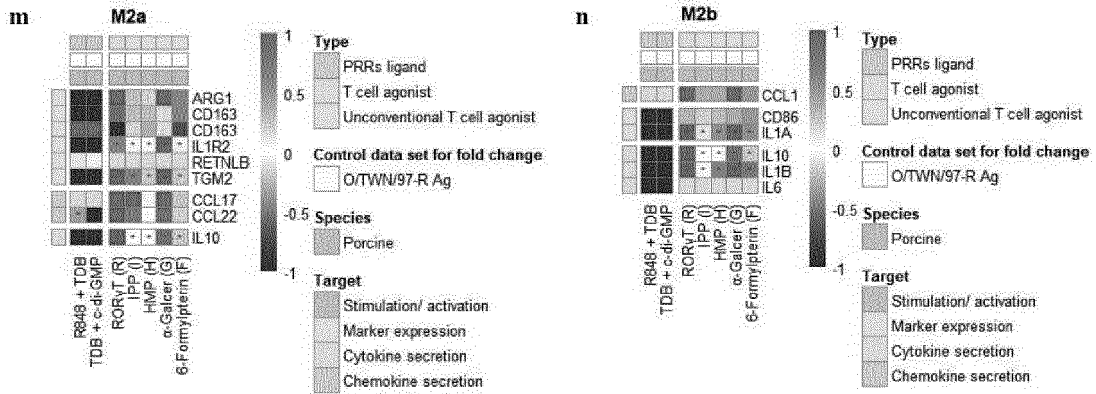 m
M2a
ARG1
CD163
CD163
IL1R2
RETNLB
TGM2
CCL17
CCL22
IL10
R848 + TDB
TDB + c-di-GMP
RORγT (R)
IPP (I)
HMP (H)
α-Galcer (G)
6-Formylpterin (F)
1
0.5
0
-0.5
-1
Type
PRRs ligand
T cell agonist
Unconventional T cell agonist
Control data set for fold change
O/TWN/97-R Ag
Species
Porcine
Target
Stimulation/ activation
Marker expression
Cytokine secretion
Chemokine secretion
n
M2b
CCL1
CD86
IL1A
IL10
IL1B
IL6
R848 + TDB
TDB + c-di-GMP
RORγT (R)
IPP (I)
HMP (H)
α-Galcer (G)
6-Formylpterin (F)
1
0.5
0
-0.5
-1
Type
PRRs ligand
T cell agonist
Unconventional T cell agonist
Control data set for fold change
O/TWN/97-R Ag
Species
Porcine
Target
Stimulation/ activation
Marker expression
Cytokine secretion
Chemokine secretion